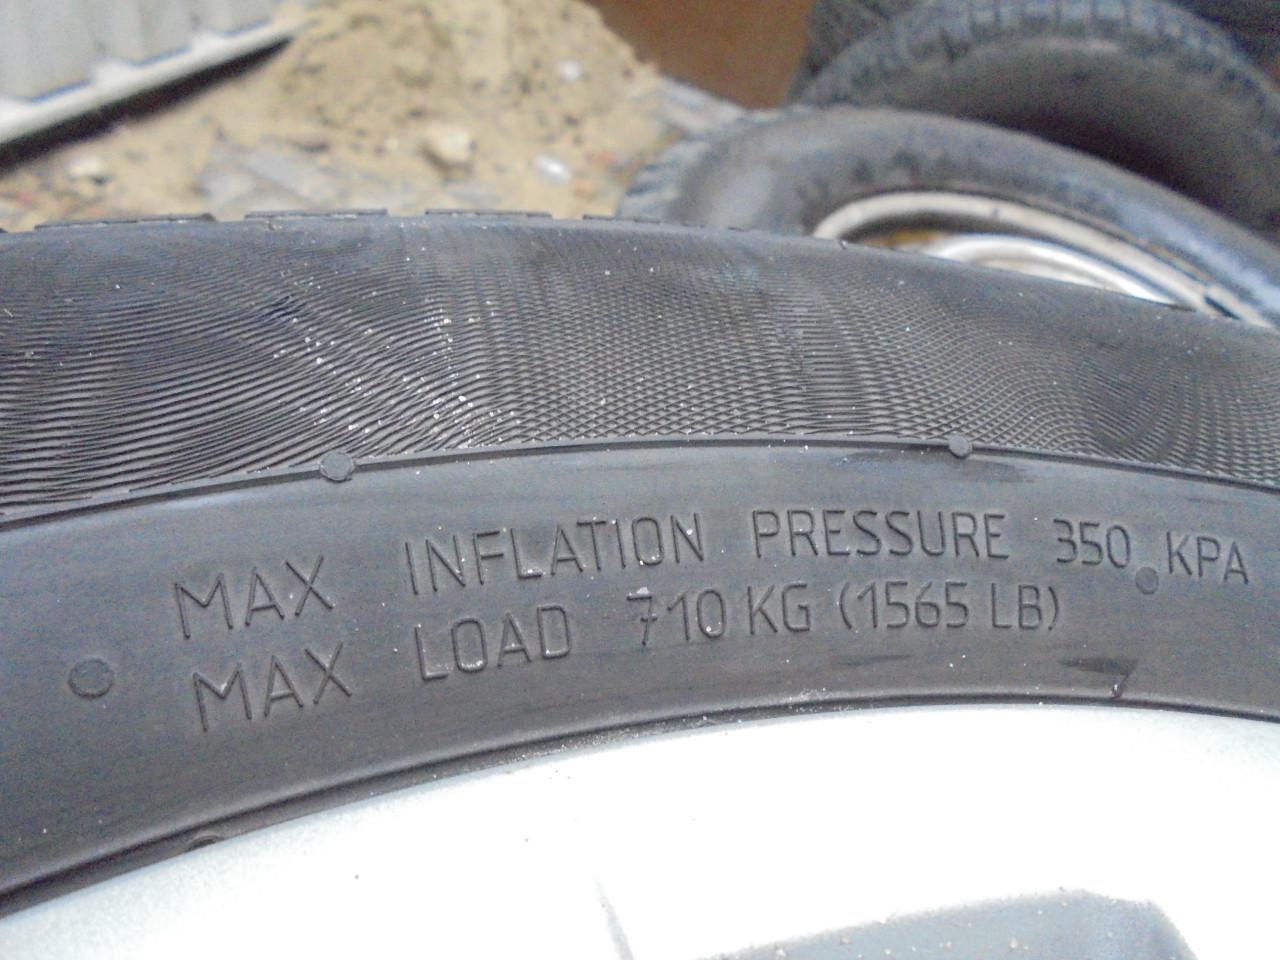 MAX INFLATION PRESSURE 350 KPA
MAX LOAD 710 KG (1565 LB)